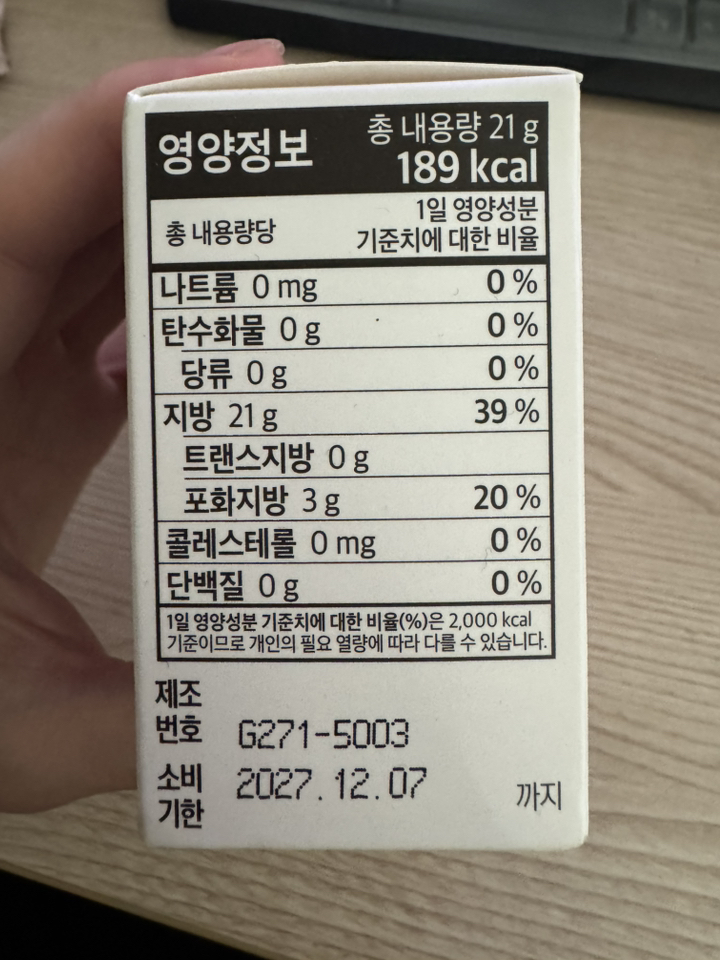 영양정보
총 내용량 21 g
189 kcal
총 내용량당
1일 영양성분
기준치에 대한 비율
나트륨 0 mg 0 %
탄수화물 0 g 0 %
당류 0 g 0 %
지방 21 g 39 %
트랜스지방 0 g
포화지방 3 g 20 %
콜레스테롤 0 mg 0 %
단백질 0 g 0 %
1일 영양성분 기준치에 대한 비율(%)은 2,000 kcal
기준이므로 개인의 필요 열량에 따라 다를 수 있습니다.
제조
번호 G271-5003
소비
기한 2027.12.07 까지